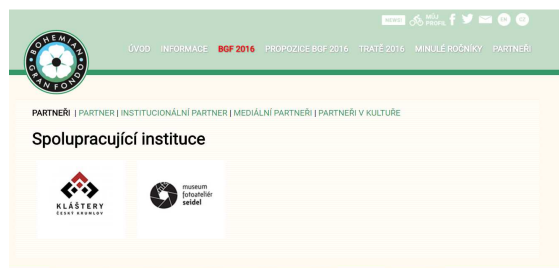 NEWS!
MŮJ
PROFIL
BOHEMIAN
GRAN FONDO
ÚVOD INFORMACE BGF 2016 PROPOZICE BGF 2016 TRATĚ 2016 MINULÉ ROČNÍKY PARTNEŘI
PARTNEŘI | PARTNER | INSTITUCIONÁLNÍ PARTNER | MEDIÁLNÍ PARTNEŘI | PARTNEŘI V KULTUŘE
Spolupracující instituce
KLÁŠTERY
ČESKÝ KRUMLOV
museum
fotoateliér
seidel